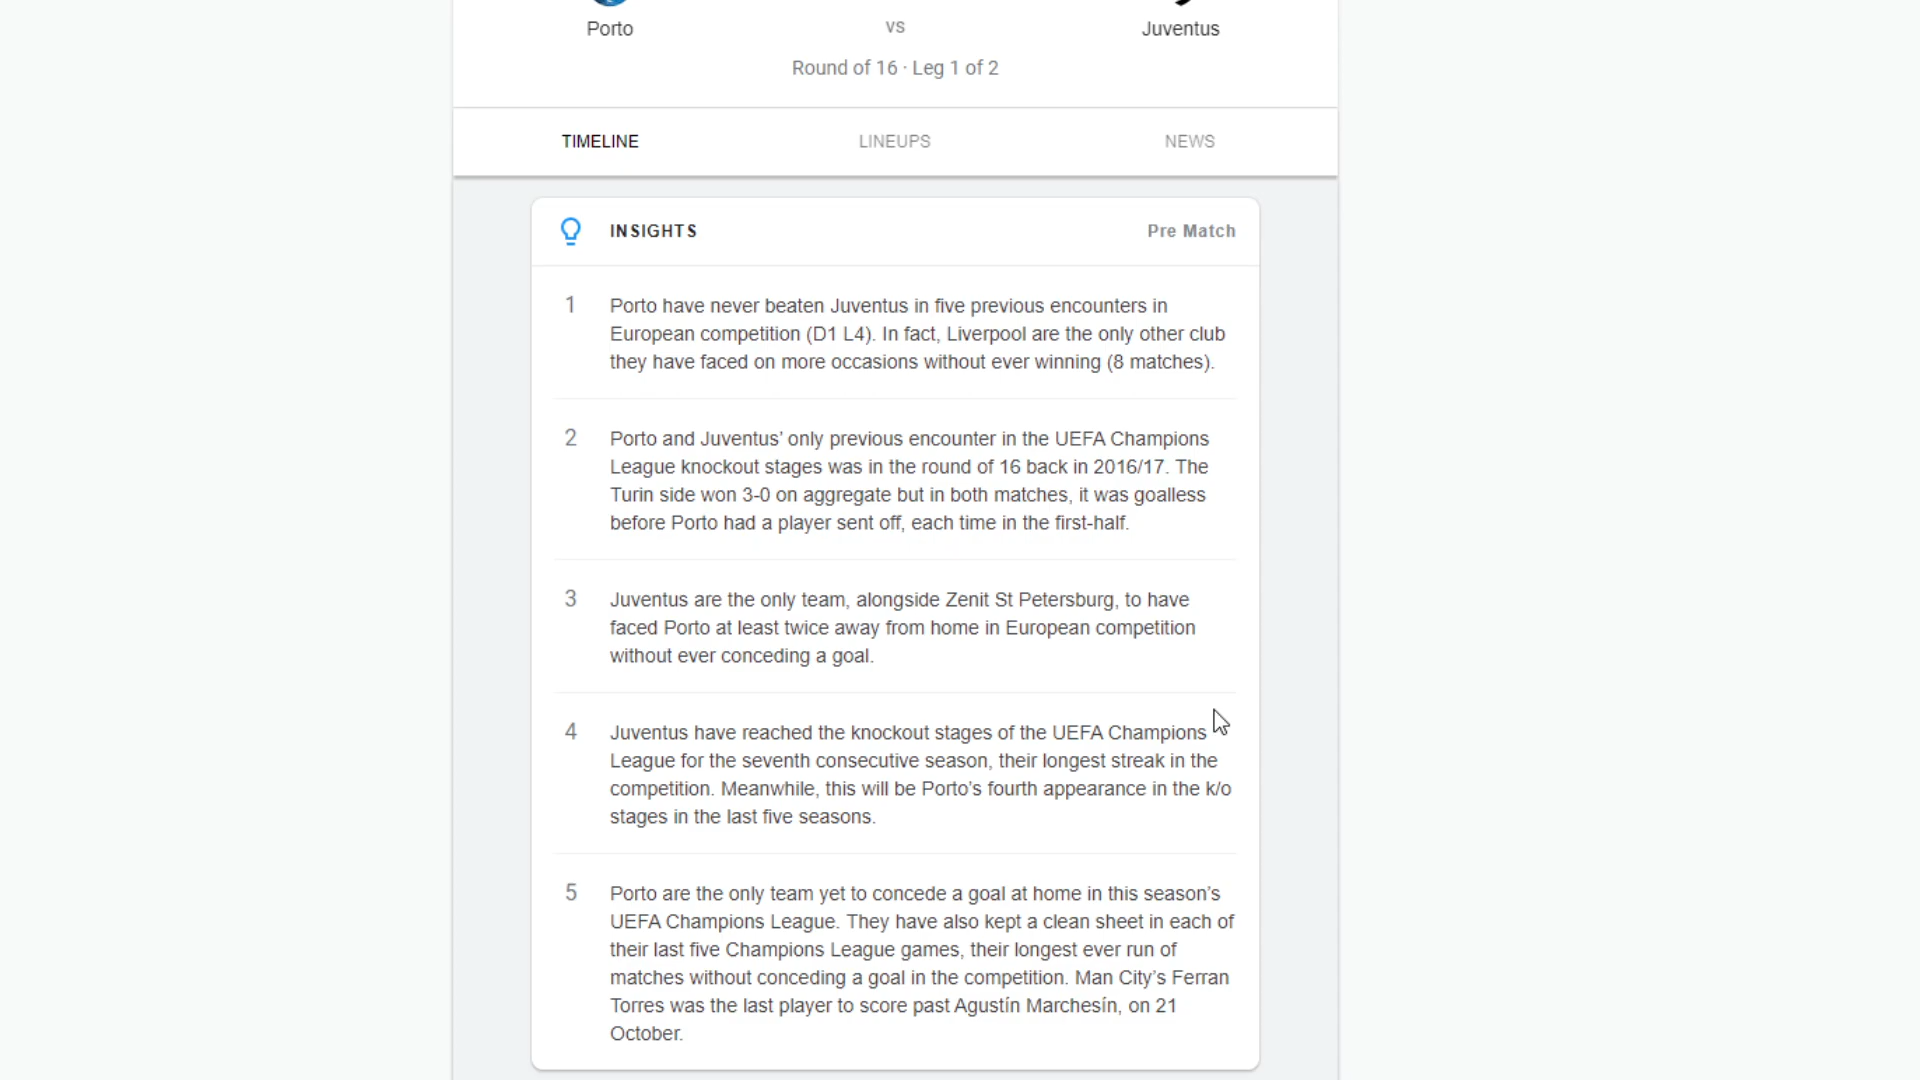 Porto
vs
Juventus
Round of 16 · Leg 1 of 2
TIMELINE
LINEUPS
NEWS
INSIGHTS
Pre Match
1
Porto have never beaten Juventus in five previous encounters in
European competition (D1 L4). In fact, Liverpool are the only other club
they have faced on more occasions without ever winning (8 matches).
2
Porto and Juventus’ only previous encounter in the UEFA Champions
League knockout stages was in the round of 16 back in 2016/17. The
Turin side won 3-0 on aggregate but in both matches, it was goalless
before Porto had a player sent off, each time in the first-half.
3
Juventus are the only team, alongside Zenit St Petersburg, to have
faced Porto at least twice away from home in European competition
without ever conceding a goal.
4
Juventus have reached the knockout stages of the UEFA Champions
League for the seventh consecutive season, their longest streak in the
competition. Meanwhile, this will be Porto’s fourth appearance in the k/o
stages in the last five seasons.
5
Porto are the only team yet to concede a goal at home in this season’s
UEFA Champions League. They have also kept a clean sheet in each of
their last five Champions League games, their longest ever run of
matches without conceding a goal in the competition. Man City’s Ferran
Torres was the last player to score past Agustín Marchesín, on 21
October.